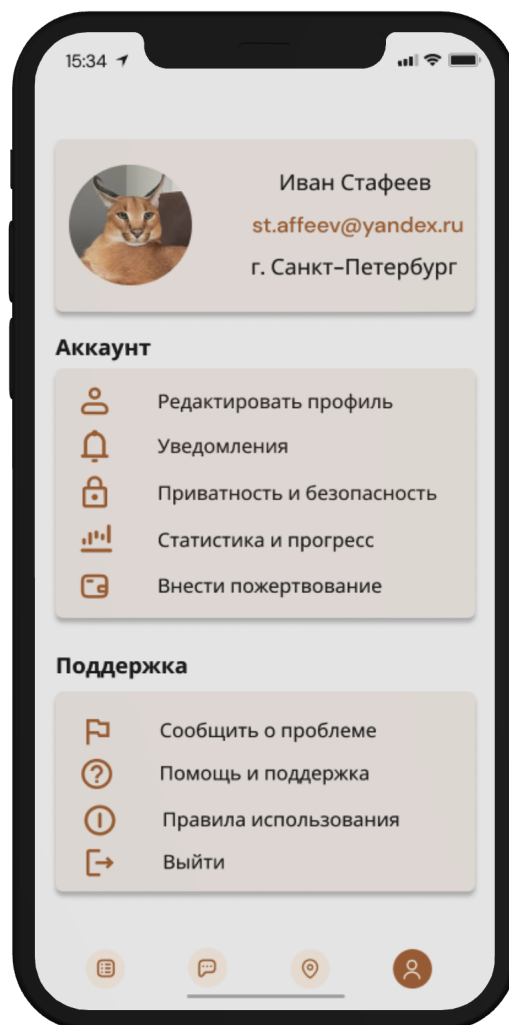 15:34
Иван Стафеев
st.affeev@yandex.ru
г. Санкт-Петербург
Аккаунт
Редактировать профиль
Уведомления
Приватность и безопасность
Статистика и прогресс
Внести пожертвование
Поддержка
Сообщить о проблеме
Помощь и поддержка
Правила использования
Выйти